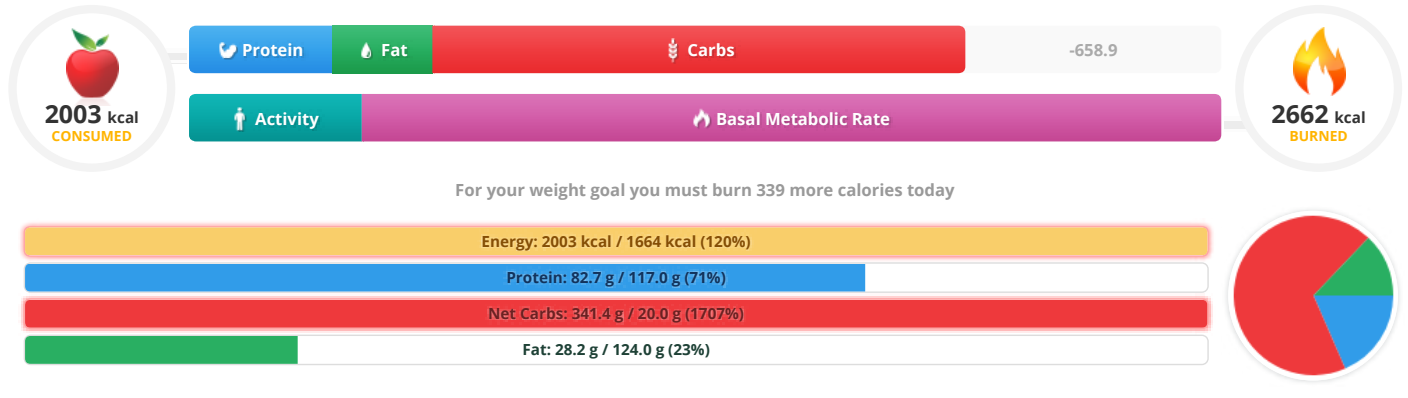 Protein
Fat
Carbs
-658.9
2003 kcal
CONSUMED
2662 kcal
BURNED
Activity
Basal Metabolic Rate
For your weight goal you must burn 339 more calories today
Energy: 2003 kcal / 1664 kcal (120%)
Protein: 82.7 g / 117.0 g (71%)
Net Carbs: 341.4 g / 20.0 g (1707%)
Fat: 28.2 g / 124.0 g (23%)